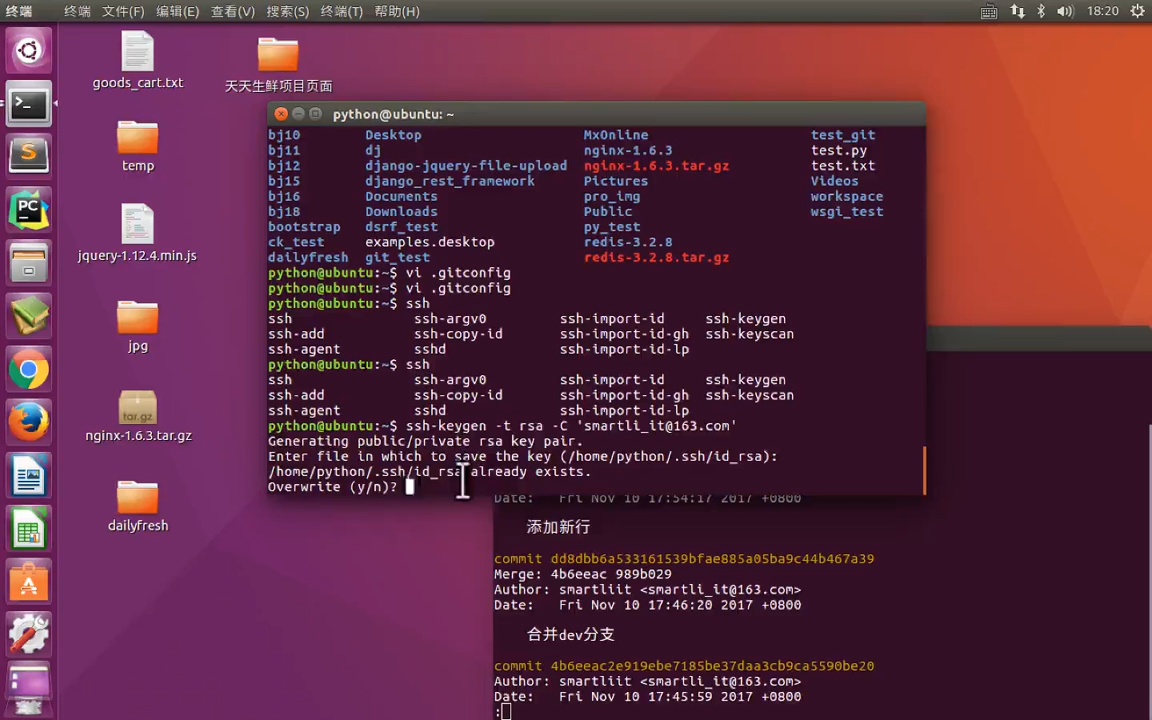 终端 终端 文件(F) 编辑(E) 查看(V) 搜索(S) 终端(T) 帮助(H) 18:20
goods_cart.txt
天天生鲜项目页面
temp
jquery-1.12.4.min.js
jpg
tar.gz
nginx-1.6.3.tar.gz
dailyfresh
python@ubuntu: ~
bj10 Desktop MxOnline test_git
bj11 dj nginx-1.6.3 test.py
bj12 django-jquery-file-upload nginx-1.6.3.tar.gz test.txt
bj15 django_rest_framework Pictures Videos
bj16 Documents pro_img workspace
bj18 Downloads Public wsgi_test
bootstrap dsrf_test py_test
ck_test examples.desktop redis-3.2.8
dailyfresh git_test redis-3.2.8.tar.gz
python@ubuntu:~$ vi .gitconfig
python@ubuntu:~$ vi .gitconfig
python@ubuntu:~$ ssh
ssh ssh-argv0 ssh-import-id ssh-keygen
ssh-add ssh-copy-id ssh-import-id-gh ssh-keyscan
ssh-agent sshd ssh-import-id-lp
python@ubuntu:~$ ssh
ssh ssh-argv0 ssh-import-id ssh-keygen
ssh-add ssh-copy-id ssh-import-id-gh ssh-keyscan
ssh-agent sshd ssh-import-id-lp
python@ubuntu:~$ ssh-keygen -t rsa -C 'smartli_it@163.com'
Generating public/private rsa key pair.
Enter file in which to save the key (/home/python/.ssh/id_rsa):
/home/python/.ssh/id_rsa already exists.
Overwrite (y/n)?
Date: Fri Nov 10 17:54:17 2017 +0800
添加新行
commit dd8dbb6a533161539bfae885a05ba9c44b467a39
Merge: 4b6eeac 989b029
Author: smartliit <smartli_it@163.com>
Date: Fri Nov 10 17:46:20 2017 +0800
合并dev分支
commit 4b6eeac2e919ebe7185be37daa3cb9ca5590be20
Author: smartliit <smartli_it@163.com>
Date: Fri Nov 10 17:45:59 2017 +0800
: